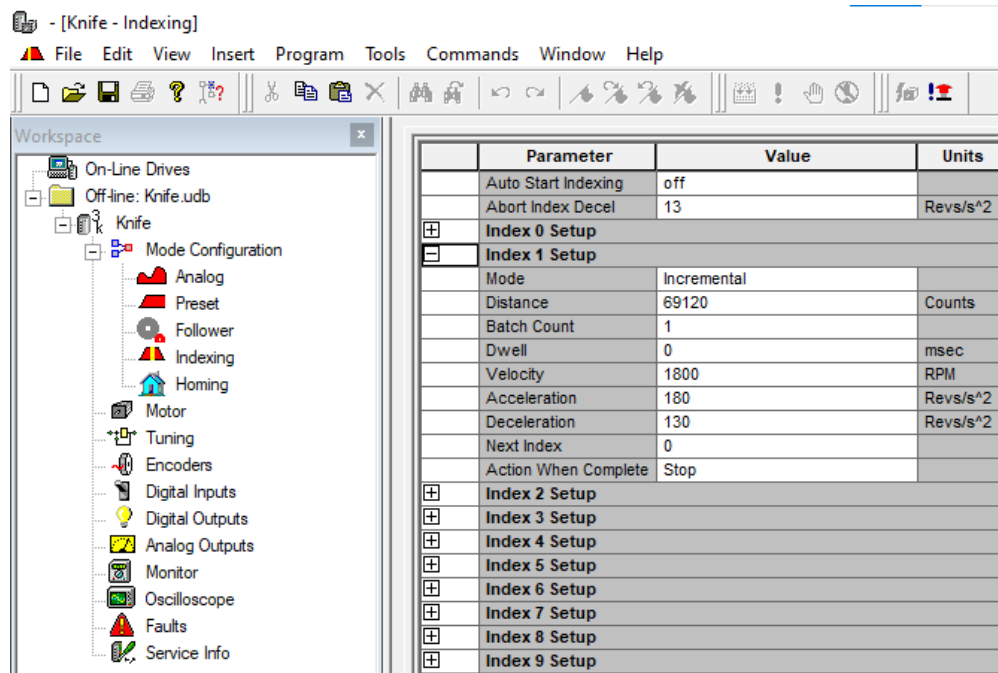 - [Knife - Indexing]
File Edit View Insert Program Tools Commands Window Help
Workspace x
On-Line Drives
Off-line: Knife.udb
Knife
Mode Configuration
Analog
Preset
Follower
Indexing
Homing
Motor
Tuning
Encoders
Digital Inputs
Digital Outputs
Analog Outputs
Monitor
Oscilloscope
Faults
Service Info
Parameter Value Units
Auto Start Indexing off
Abort Index Decel 13 Revs/s^2
Index 0 Setup
Index 1 Setup
Mode Incremental
Distance 69120 Counts
Batch Count 1
Dwell 0 msec
Velocity 1800 RPM
Acceleration 180 Revs/s^2
Deceleration 130 Revs/s^2
Next Index 0
Action When Complete Stop
Index 2 Setup
Index 3 Setup
Index 4 Setup
Index 5 Setup
Index 6 Setup
Index 7 Setup
Index 8 Setup
Index 9 Setup